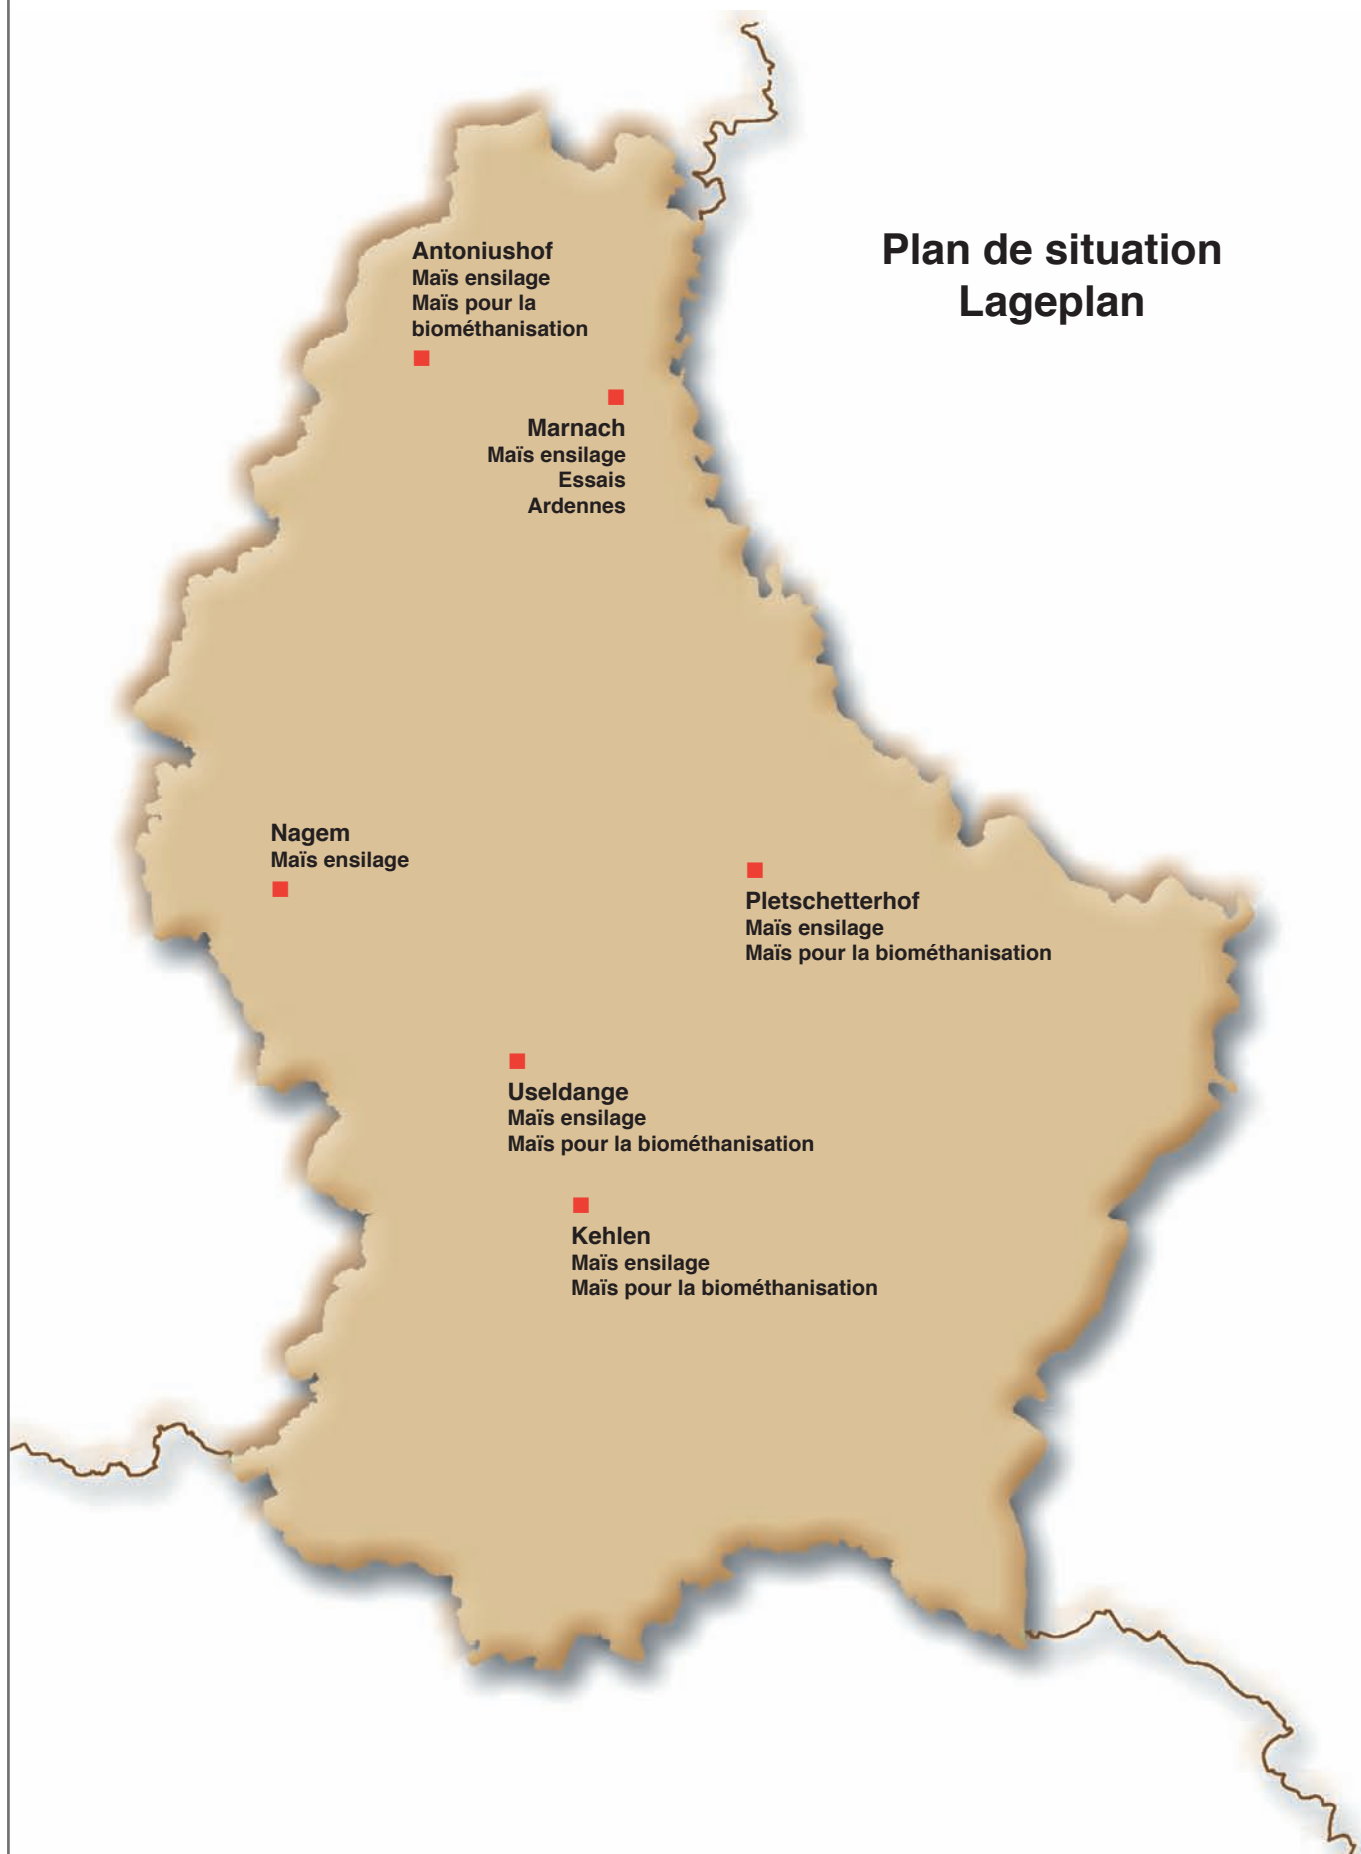 Plan de situation
Lageplan
Antoniushof
Maïs ensilage
Maïs pour la
biométhanisation
Marnach
Maïs ensilage
Essais
Ardennes
Nagem
Maïs ensilage
Pletschetterhof
Maïs ensilage
Maïs pour la biométhanisation
Useldange
Maïs ensilage
Maïs pour la biométhanisation
Kehlen
Maïs ensilage
Maïs pour la biométhanisation